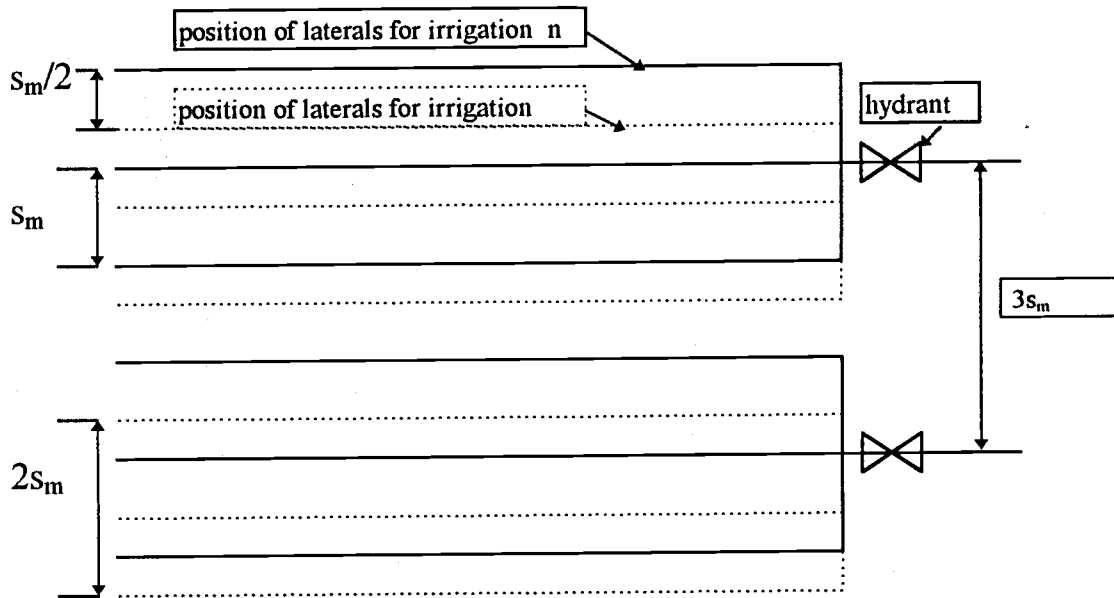 position of laterals for irrigation n
sm/2
position of laterals for irrigation
hydrant
sm
3sm
2sm